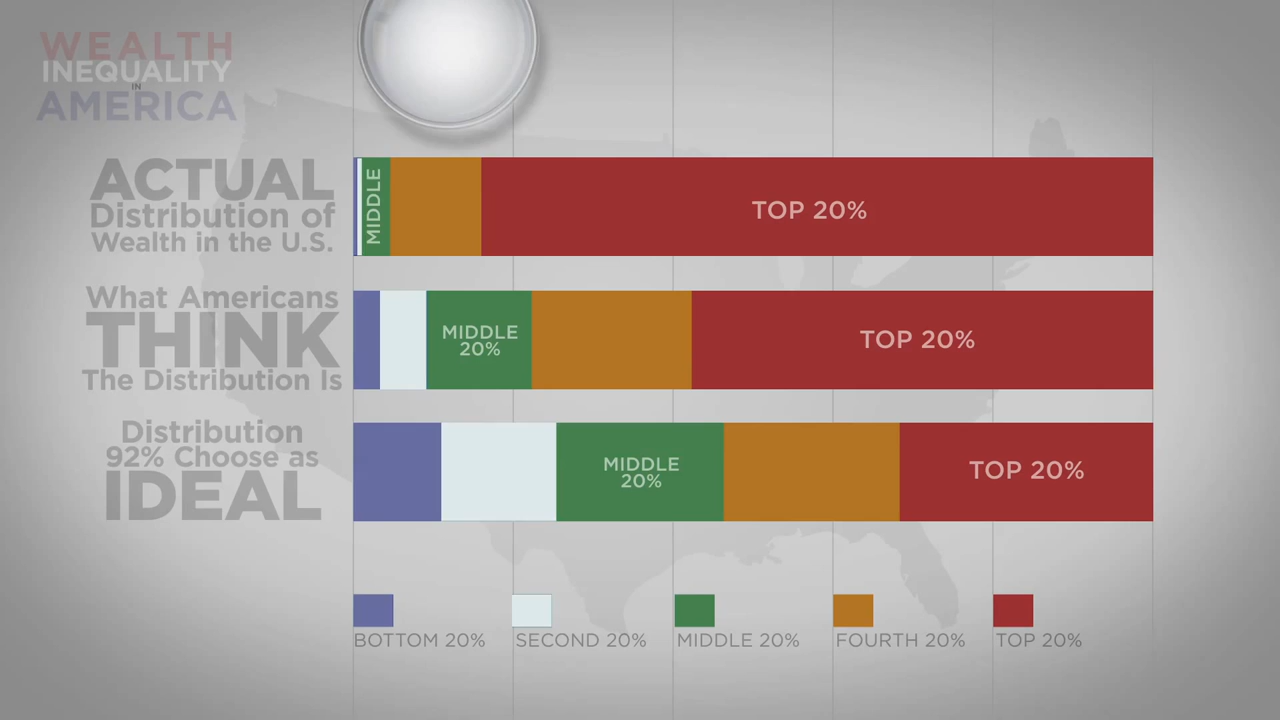 WEALTH
INEQUALITY
IN
AMERICA
ACTUAL
Distribution of
Wealth in the U.S.
MIDDLE
TOP 20%
What Americans
THINK
The Distribution Is
MIDDLE
20%
TOP 20%
Distribution
92% Choose as
IDEAL
MIDDLE
20%
TOP 20%
BOTTOM 20%
SECOND 20%
MIDDLE 20%
FOURTH 20%
TOP 20%